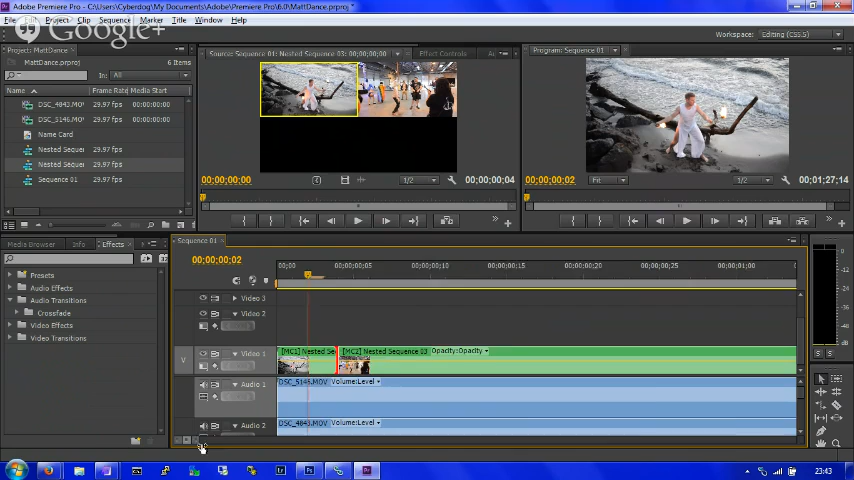 Adobe Premiere Pro - C:\Users\Cyberdog\My Documents\Adobe\Premiere Pro\6.0\MattDance.prproj *
File Edit Project Clip Sequence Marker Title Window Help
Google+
Workspace: Editing (CS5.5)
Project: MattDance
MattDance.prproj 6 Items
In: All
Name Frame Rate Media Start
DSC_4843.MOV 29.97 fps 00:00:00:00
DSC_5146.MOV 29.97 fps 00:00:00:00
Name Card
Nested Sequen 29.97 fps
Nested Sequen 29.97 fps
Sequence 01 29.97 fps
Source: Sequence 01: Nested Sequence 03: 00:00:00:00 Effect Controls
00;00;00;00 1/2 00;00;00;04
Program: Sequence 01
00;00;00;02 Fit 1/2 00;01;27;14
Media Browser Info Effects
Presets
Audio Effects
Audio Transitions
Crossfade
Video Effects
Video Transitions
Sequence 01
00;00;00;02
00;00 00;00;00;05 00;00;00;10 00;00;00;15 00;00;00;20 00;00;00;25 00;00;01;00
Video 3
Video 2
V Video 1 [MC1] Nested Se [MC2] Nested Sequence 03 Opacity:Opacity
Audio 1 DSC_5146.MOV Volume:Level
Audio 2 DSC_4843.MOV Volume:Level
0
S S
23:43